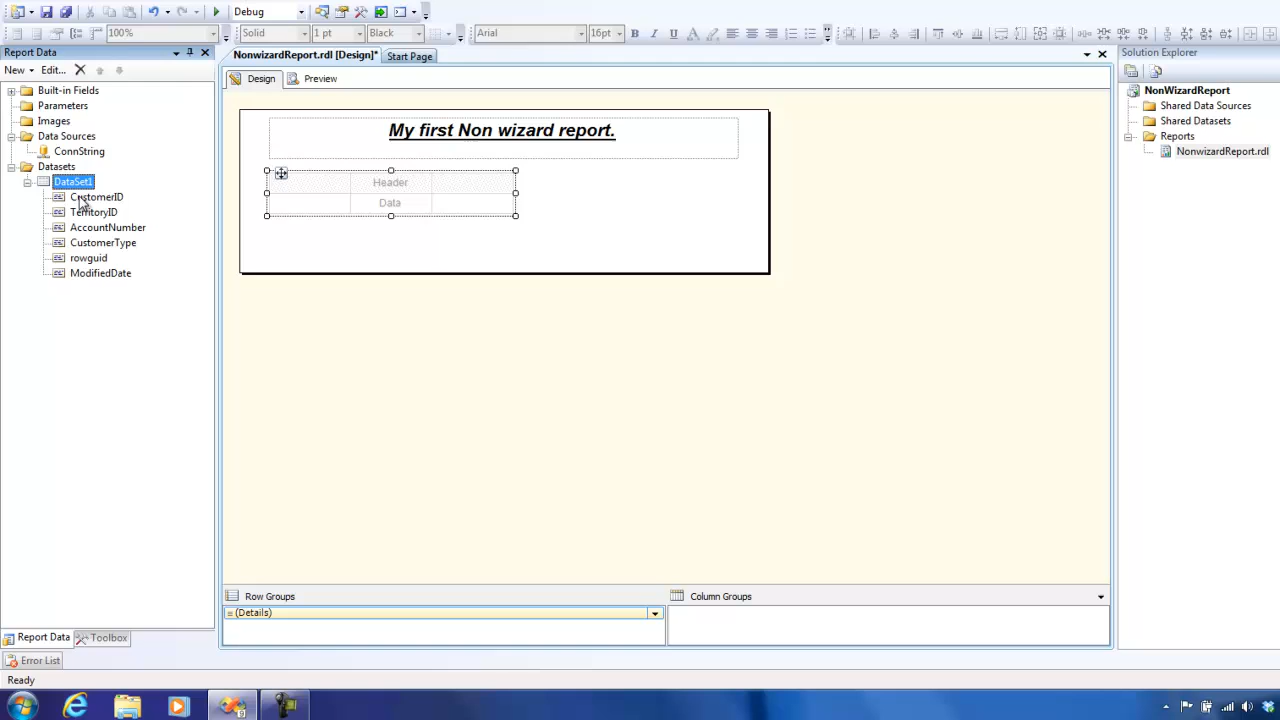 Debug
100%
Solid
1 pt
Black
Arial
16pt
B I U A
Report Data
New
Edit...
Built-in Fields
Parameters
Images
Data Sources
ConnString
Datasets
DataSet1
CustomerID
TerritoryID
AccountNumber
CustomerType
rowguid
ModifiedDate
Report Data
Toolbox
Error List
Ready
NonwizardReport.rdl [Design]*
Start Page
Design
Preview
My first Non wizard report.
Header
Data
Row Groups
(Details)
Column Groups
Solution Explorer
NonWizardReport
Shared Data Sources
Shared Datasets
Reports
NonwizardReport.rdl